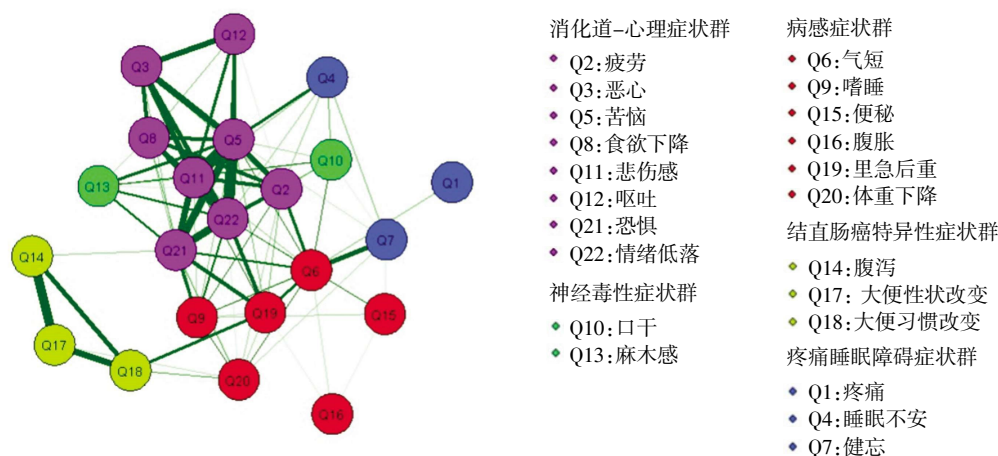 Q12
Q3
Q4
Q8
Q5
Q10
Q11
Q13
Q2
Q1
Q22
Q7
Q21
Q14
Q6
Q9
Q19
Q15
Q17
Q18
Q20
Q16
消化道-心理症状群
Q2:疲劳
Q3:恶心
Q5:苦恼
Q8:食欲下降
Q11:悲伤感
Q12:呕吐
Q21:恐惧
Q22:情绪低落
神经毒性症状群
Q10:口干
Q13:麻木感
病感症状群
Q6:气短
Q9:嗜睡
Q15:便秘
Q16:腹胀
Q19:里急后重
Q20:体重下降
结直肠癌特异性症状群
Q14:腹泻
Q17: 大便性状改变
Q18:大便习惯改变
疼痛睡眠障碍症状群
Q1:疼痛
Q4:睡眠不安
Q7:健忘